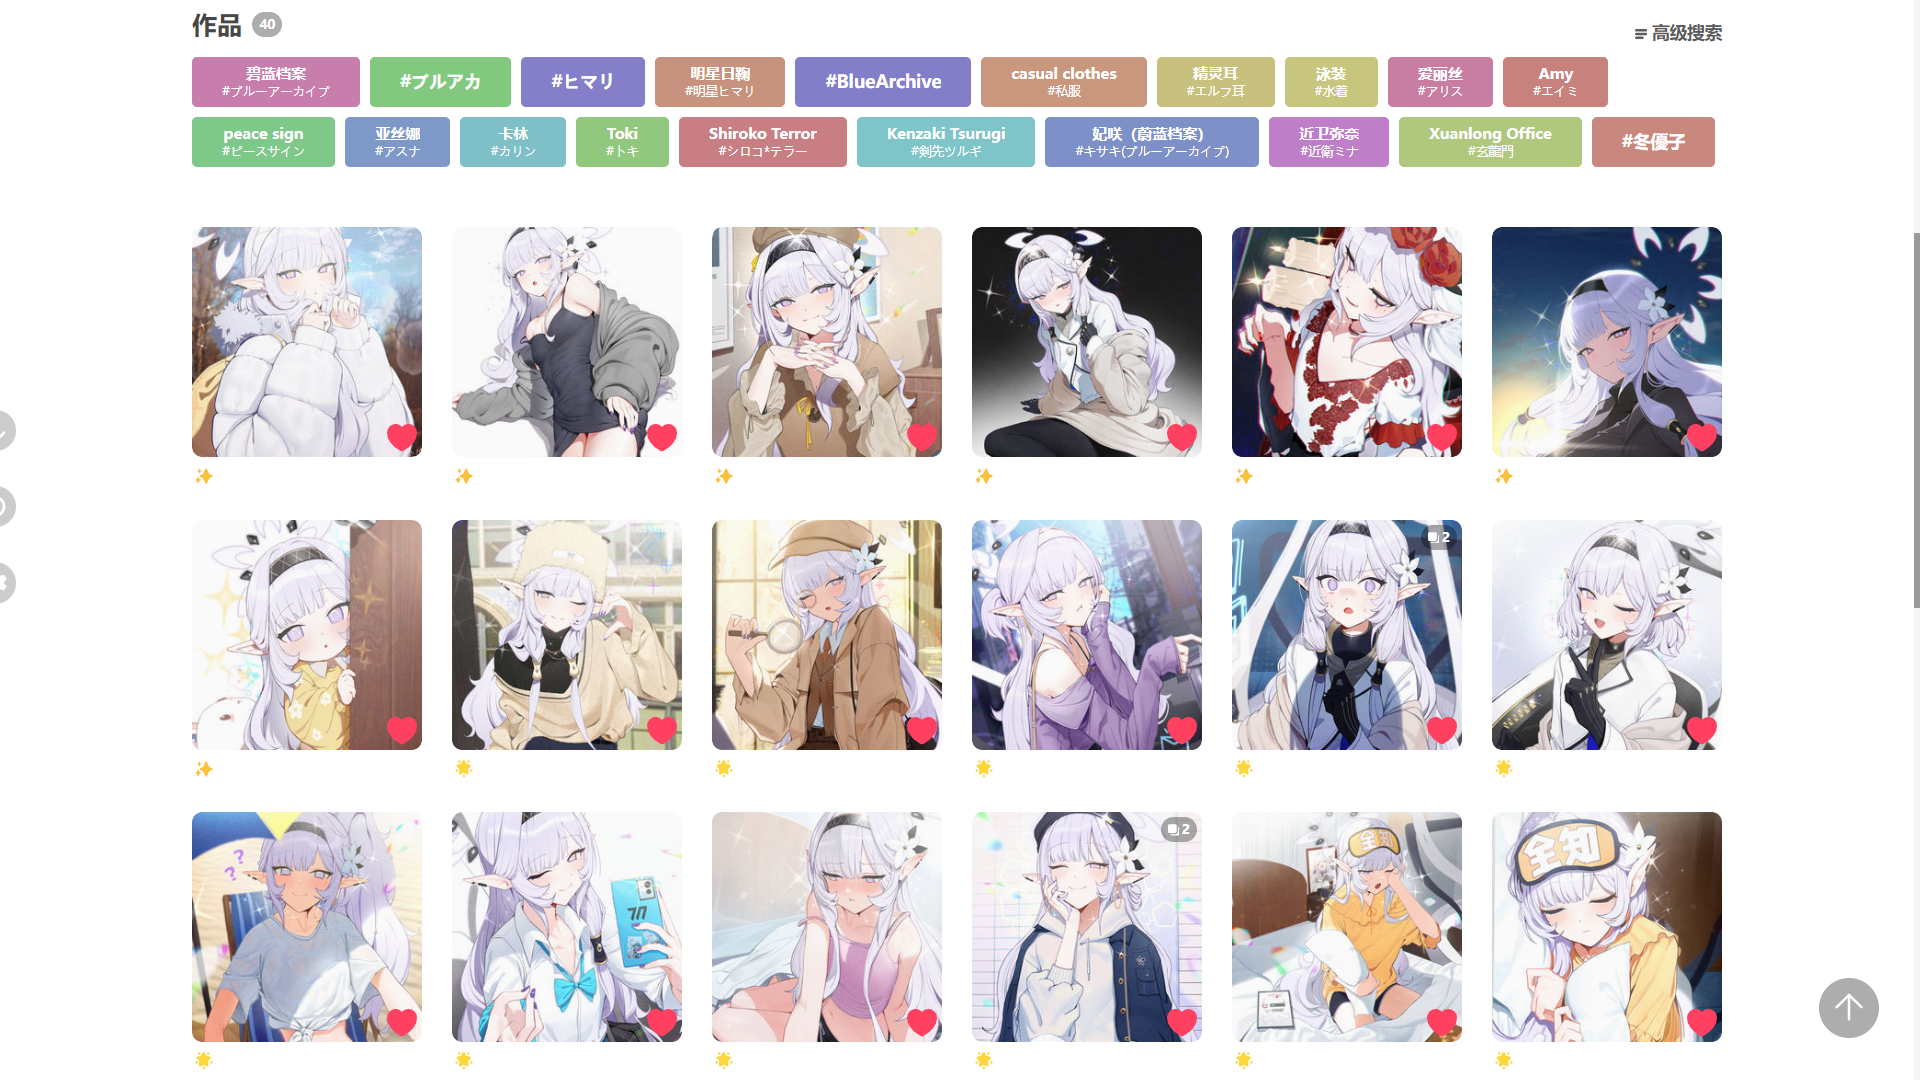 作品 40
高级搜索
碧蓝档案
#ブルーアーカイブ
#ブルアカ
#ヒマリ
明星日鞠
#明星ヒマリ
#BlueArchive
casual clothes
#私服
精灵耳
#エルフ耳
泳装
#水着
爱丽丝
#アリス
Amy
#エイミ
peace sign
#ピースサイン
亚丝娜
#アスナ
卡林
#カリン
Toki
#トキ
Shiroko Terror
#シロコ*テラー
Kenzaki Tsurugi
#剣先ツルギ
妃咲（蔚蓝档案）
#キサキ(ブルーアーカイブ)
近卫弥奈
#近衛ミナ
Xuanlong Office
#玄龍門
#冬優子
2
? ?
77
2
全知
全知